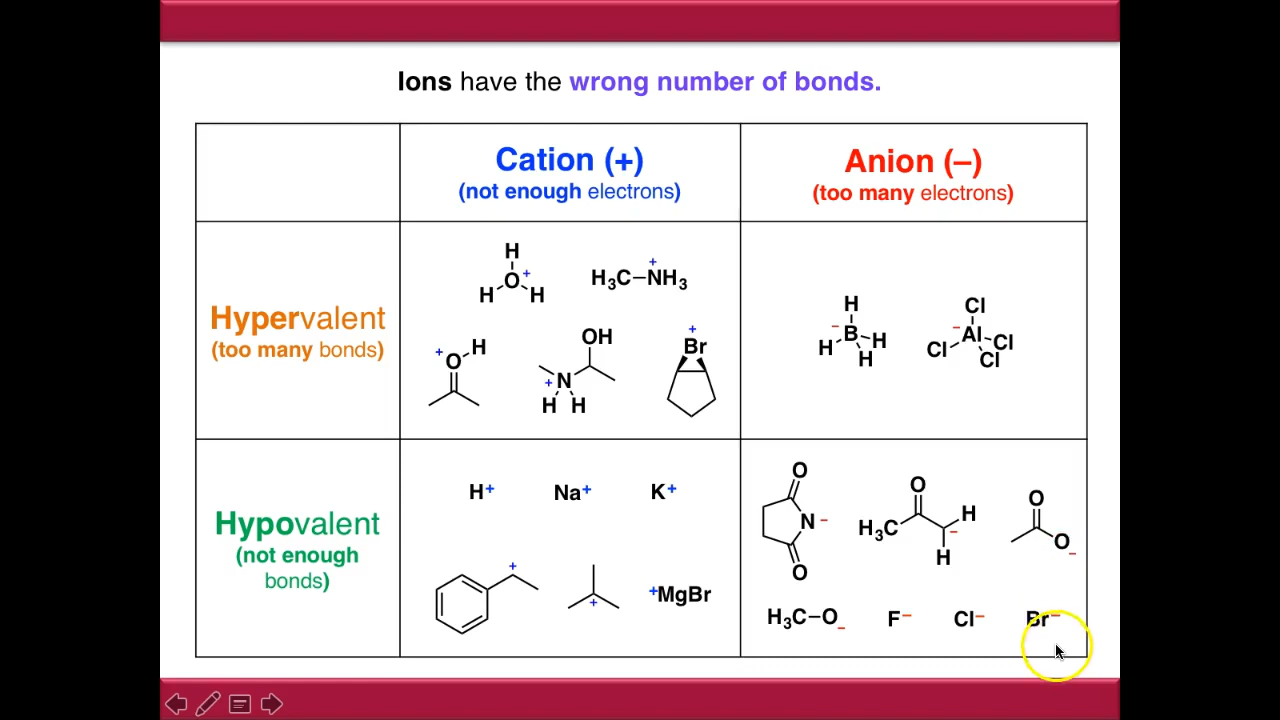 Ions have the wrong number of bonds.
Cation (+)
(not enough electrons)
Anion (–)
(too many electrons)
Hypervalent
(too many bonds)
H
O+
H H
H3C–NH3
+
+
O H
OH
+N
H H
+
Br
H
–B H
H H
Cl
–Al
Cl Cl
Cl
Hypovalent
(not enough
bonds)
H+ Na+ K+
+
+
+MgBr
O
N –
O
O
H3C H
–
H
O
O
–
H3C–O– F– Cl– Br–